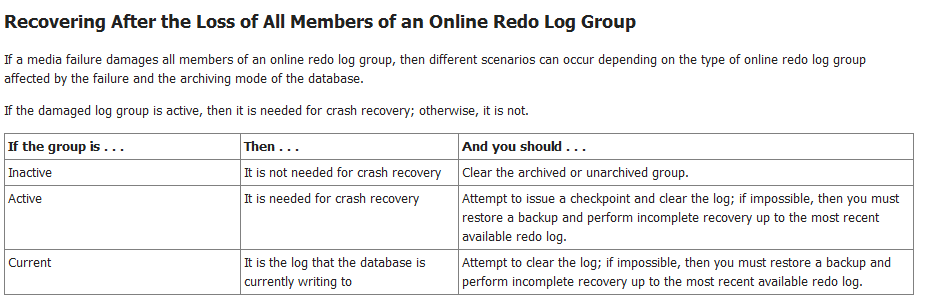 Recovering After the Loss of All Members of an Online Redo Log Group
If a media failure damages all members of an online redo log group, then different scenarios can occur depending on the type of online redo log group
affected by the failure and the archiving mode of the database.
If the damaged log group is active, then it is needed for crash recovery; otherwise, it is not.
If the group is . . . Then . . . And you should . . .
Inactive It is not needed for crash recovery Clear the archived or unarchived group.
Active It is needed for crash recovery Attempt to issue a checkpoint and clear the log; if impossible, then you must
restore a backup and perform incomplete recovery up to the most recent
available redo log.
Current It is the log that the database is Attempt to clear the log; if impossible, then you must restore a backup and
currently writing to perform incomplete recovery up to the most recent available redo log.